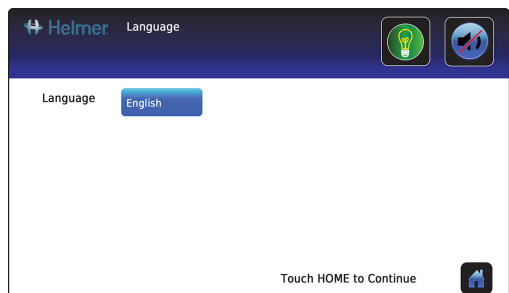 Helmer
Language
Language
English
Touch HOME to Continue